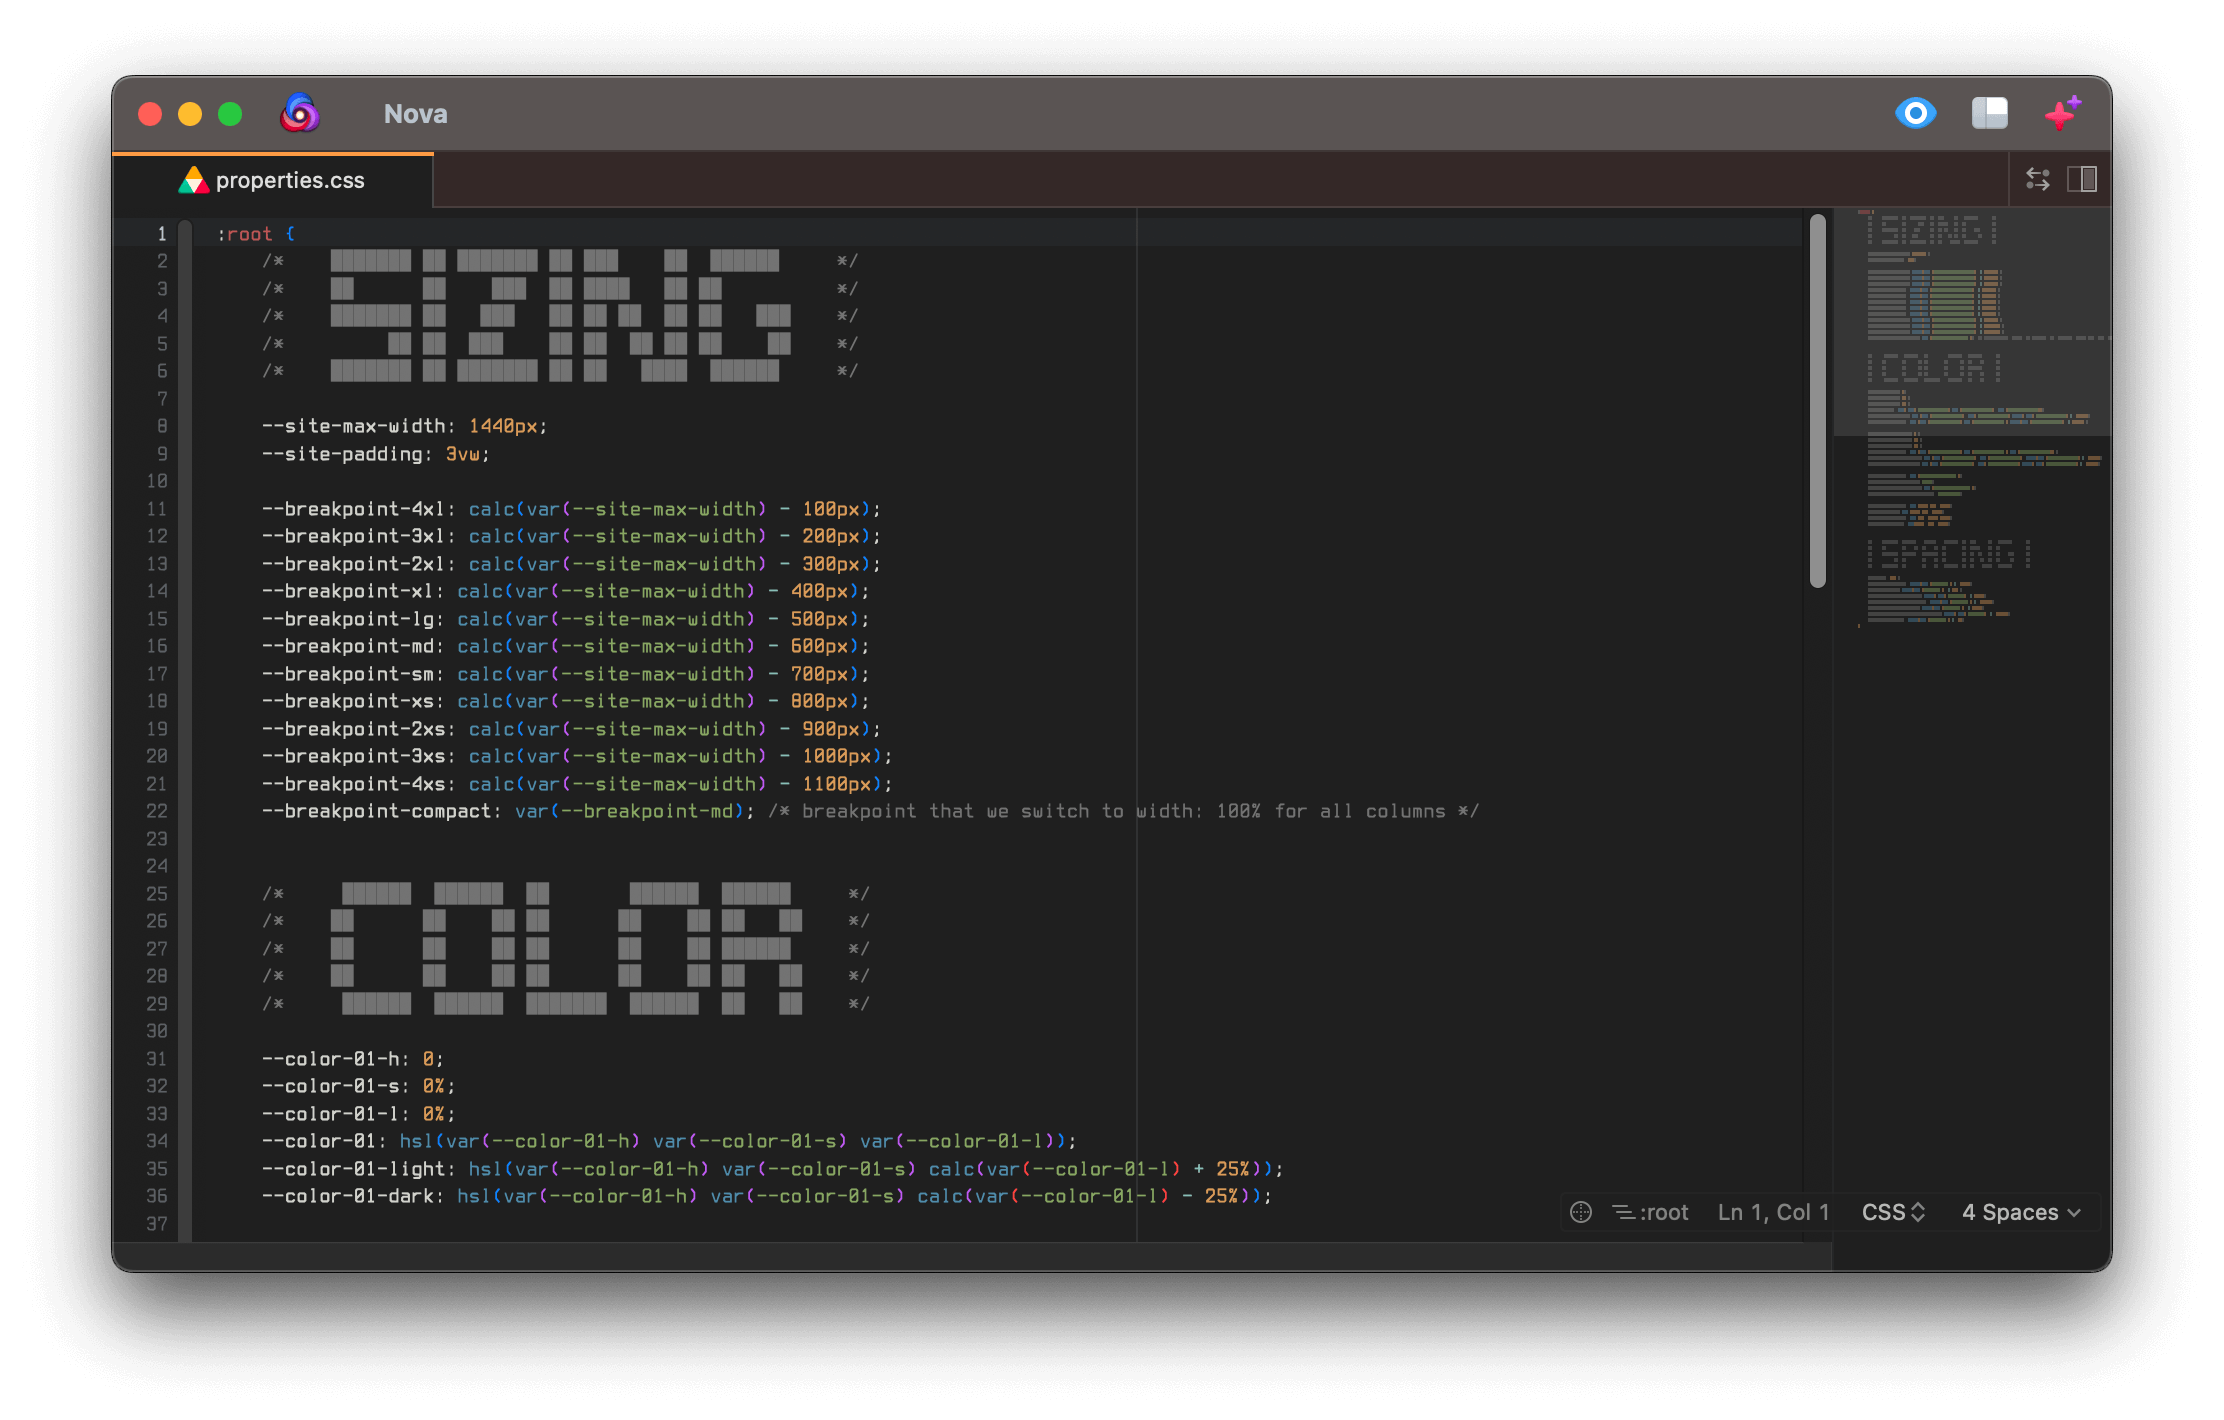 Nova
properties.css
1 :root {
2 /* ███████ ██ ███████ ██ ███    ██  ██████     */
3 /* ██      ██    ███  ██ ████   ██ ██          */
4 /* ███████ ██   ███   ██ ██ ██  ██ ██   ███    */
5 /*      ██ ██  ███    ██ ██  ██ ██ ██    ██    */
6 /* ███████ ██ ███████ ██ ██   ████  ██████     */
7
8 --site-max-width: 1440px;
9 --site-padding: 3vw;
10
11 --breakpoint-4xl: calc(var(--site-max-width) - 100px);
12 --breakpoint-3xl: calc(var(--site-max-width) - 200px);
13 --breakpoint-2xl: calc(var(--site-max-width) - 300px);
14 --breakpoint-xl: calc(var(--site-max-width) - 400px);
15 --breakpoint-lg: calc(var(--site-max-width) - 500px);
16 --breakpoint-md: calc(var(--site-max-width) - 600px);
17 --breakpoint-sm: calc(var(--site-max-width) - 700px);
18 --breakpoint-xs: calc(var(--site-max-width) - 800px);
19 --breakpoint-2xs: calc(var(--site-max-width) - 900px);
20 --breakpoint-3xs: calc(var(--site-max-width) - 1000px);
21 --breakpoint-4xs: calc(var(--site-max-width) - 1100px);
22 --breakpoint-compact: var(--breakpoint-md); /* breakpoint that we switch to width: 100% for all columns */
23
24
25 /*  ██████  ██████  ██       ██████  ██████     */
26 /* ██      ██    ██ ██      ██    ██ ██   ██    */
27 /* ██      ██    ██ ██      ██    ██ ██████     */
28 /* ██      ██    ██ ██      ██    ██ ██   ██    */
29 /*  ██████  ██████  ███████  ██████  ██   ██    */
30
31 --color-01-h: 0;
32 --color-01-s: 0%;
33 --color-01-l: 0%;
34 --color-01: hsl(var(--color-01-h) var(--color-01-s) var(--color-01-l));
35 --color-01-light: hsl(var(--color-01-h) var(--color-01-s) calc(var(--color-01-l) + 25%));
36 --color-01-dark: hsl(var(--color-01-h) var(--color-01-s) calc(var(--color-01-l) - 25%));
37
:root Ln 1, Col 1 CSS 4 Spaces
SIZING
COLOR
SPACING